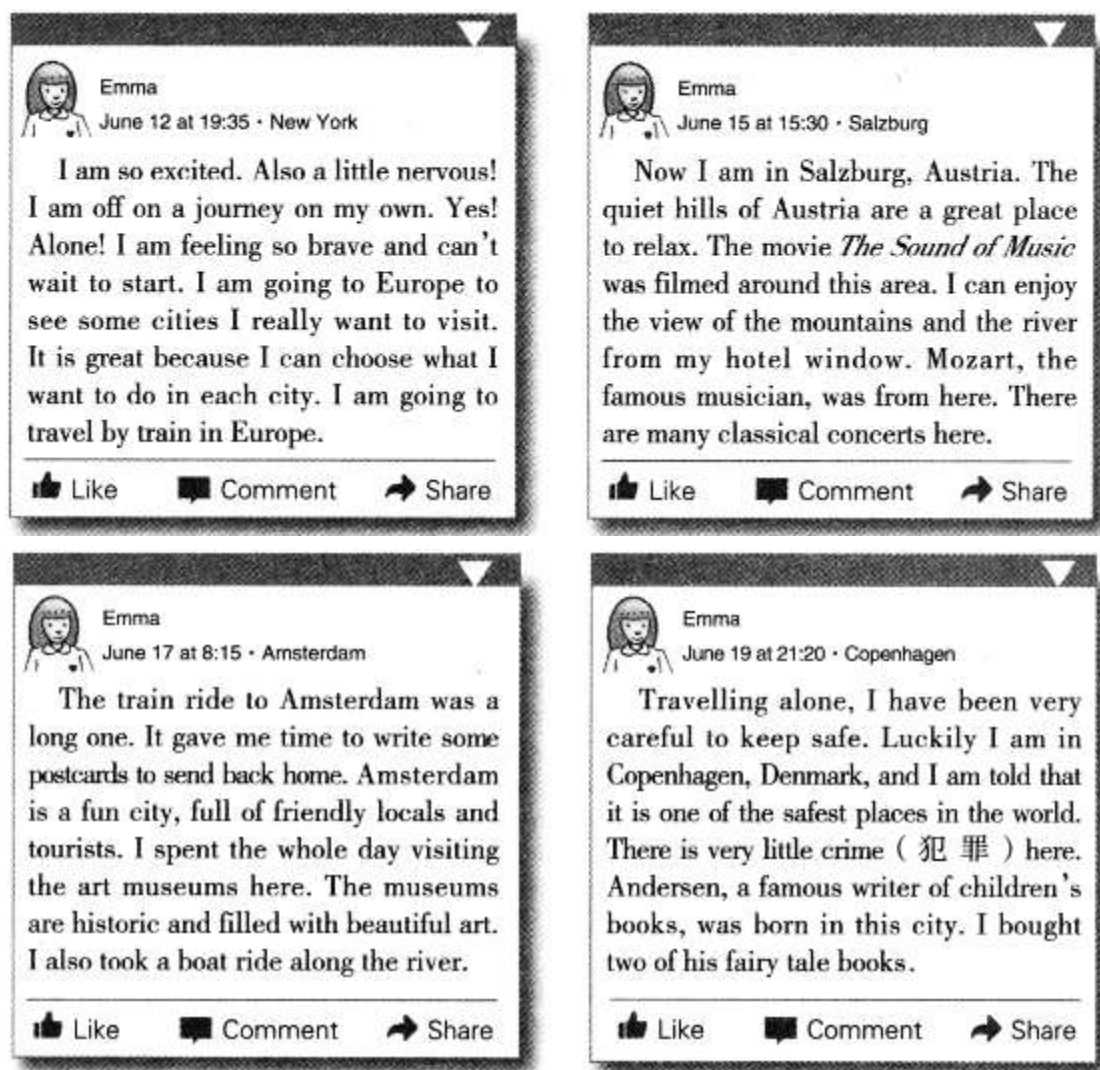 Emma
June 12 at 19:35 · New York
I am so excited. Also a little nervous!
I am off on a journey on my own. Yes!
Alone! I am feeling so brave and can't
wait to start. I am going to Europe to
see some cities I really want to visit.
It is great because I can choose what I
want to do in each city. I am going to
travel by train in Europe.
Like Comment Share
Emma
June 15 at 15:30 · Salzburg
Now I am in Salzburg, Austria. The
quiet hills of Austria are a great place
to relax. The movie The Sound of Music
was filmed around this area. I can enjoy
the view of the mountains and the river
from my hotel window. Mozart, the
famous musician, was from here. There
are many classical concerts here.
Like Comment Share
Emma
June 17 at 8:15 · Amsterdam
The train ride to Amsterdam was a
long one. It gave me time to write some
postcards to send back home. Amsterdam
is a fun city, full of friendly locals and
tourists. I spent the whole day visiting
the art museums here. The museums
are historic and filled with beautiful art.
I also took a boat ride along the river.
Like Comment Share
Emma
June 19 at 21:20 · Copenhagen
Travelling alone, I have been very
careful to keep safe. Luckily I am in
Copenhagen, Denmark, and I am told that
it is one of the safest places in the world.
There is very little crime ( 犯 罪 ) here.
Andersen, a famous writer of children's
books, was born in this city. I bought
two of his fairy tale books.
Like Comment Share